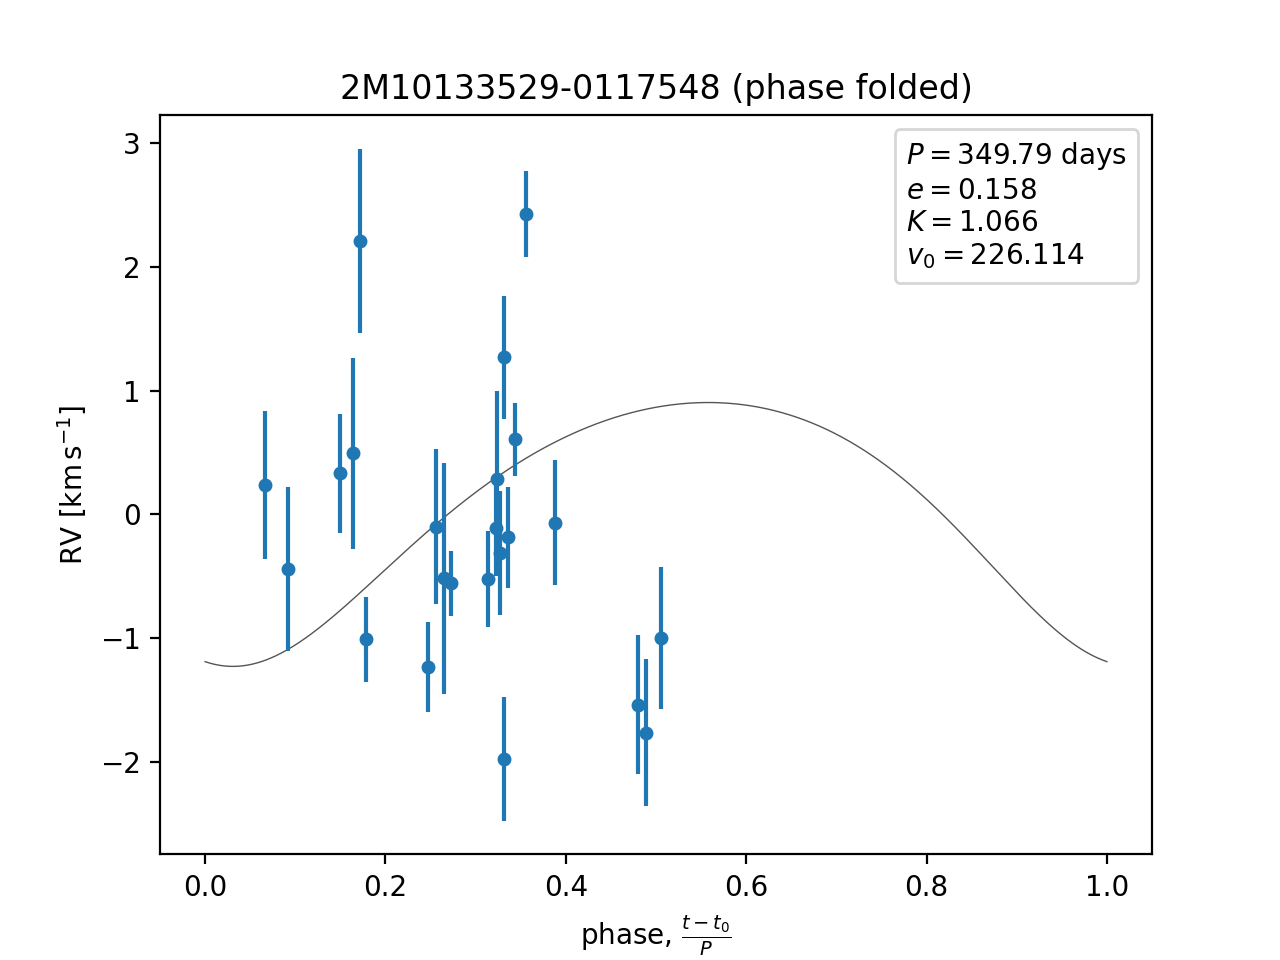 2M10133529-0117548 (phase folded)
P = 349.79 days
e = 0.158
K = 1.066
v₀ = 226.114
3
2
1
0
−1
−2
RV [km s⁻¹]
0.0 0.2 0.4 0.6 0.8 1.0
phase, (t − t₀)/P